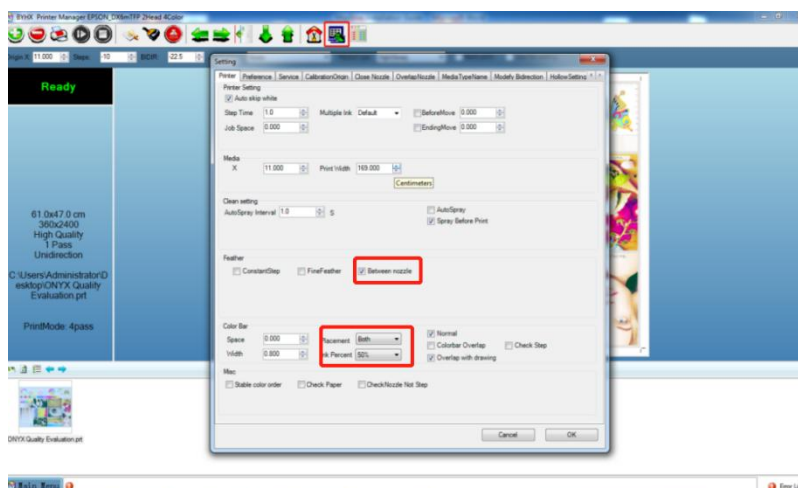 BYHX Printer Manager EPSON_DX6mTFP 2Head 4Color
Origin X 11.000 Step: -10 BIDIR: -22.5
Ready
61.0x47.0 cm
360x2400
High Quality
1 Pass
Unidirection
C:\Users\Administrator\D
esktop\ONYX Quality
Evaluation.prt
PrintMode: 4pass
ONYX Quality Evaluation.prt
Main Menu
Setting
Printer Preference Service CalibrationOrigin Close Nozzle OverlapNozzle MediaTypeName Modefy Bidirection HollowSetting
Printer Setting
Auto skip white
Step Time 1.0 Multiple Ink Default BeforeMove 0.000
Job Space 0.000 EndingMove 0.000
Media
X 11.000 Print Width 169.000
Centimeters
Clean setting
AutoSpray Interval 1.0 S AutoSpray
Spray Before Print
Feather
ConstantStep FineFeather Between nozzle
Color Bar
Space 0.000 Placement Both Normal
Colorbar Overlap Check Step
Width 0.800 Ink Percent 50% Overlap with drawing
Misc
Stable color order Check Paper CheckNozzle Not Step
Cancel OK